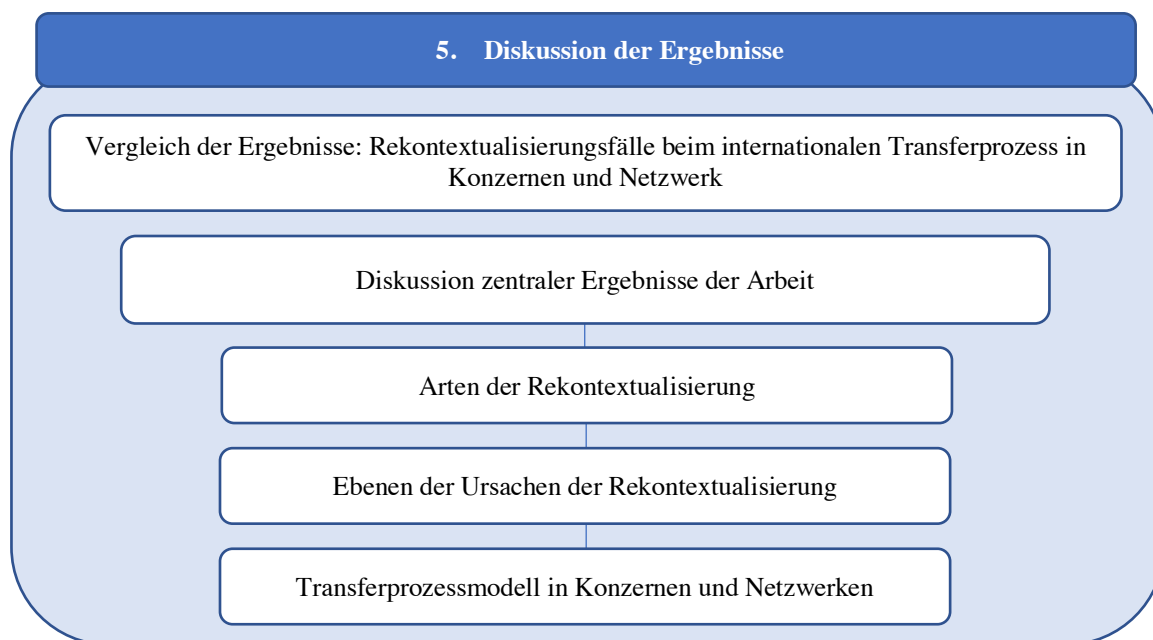 5. Diskussion der Ergebnisse
Vergleich der Ergebnisse: Rekontextualisierungsfälle beim internationalen Transferprozess in
Konzernen und Netzwerk
Diskussion zentraler Ergebnisse der Arbeit
Arten der Rekontextualisierung
Ebenen der Ursachen der Rekontextualisierung
Transferprozessmodell in Konzernen und Netzwerken